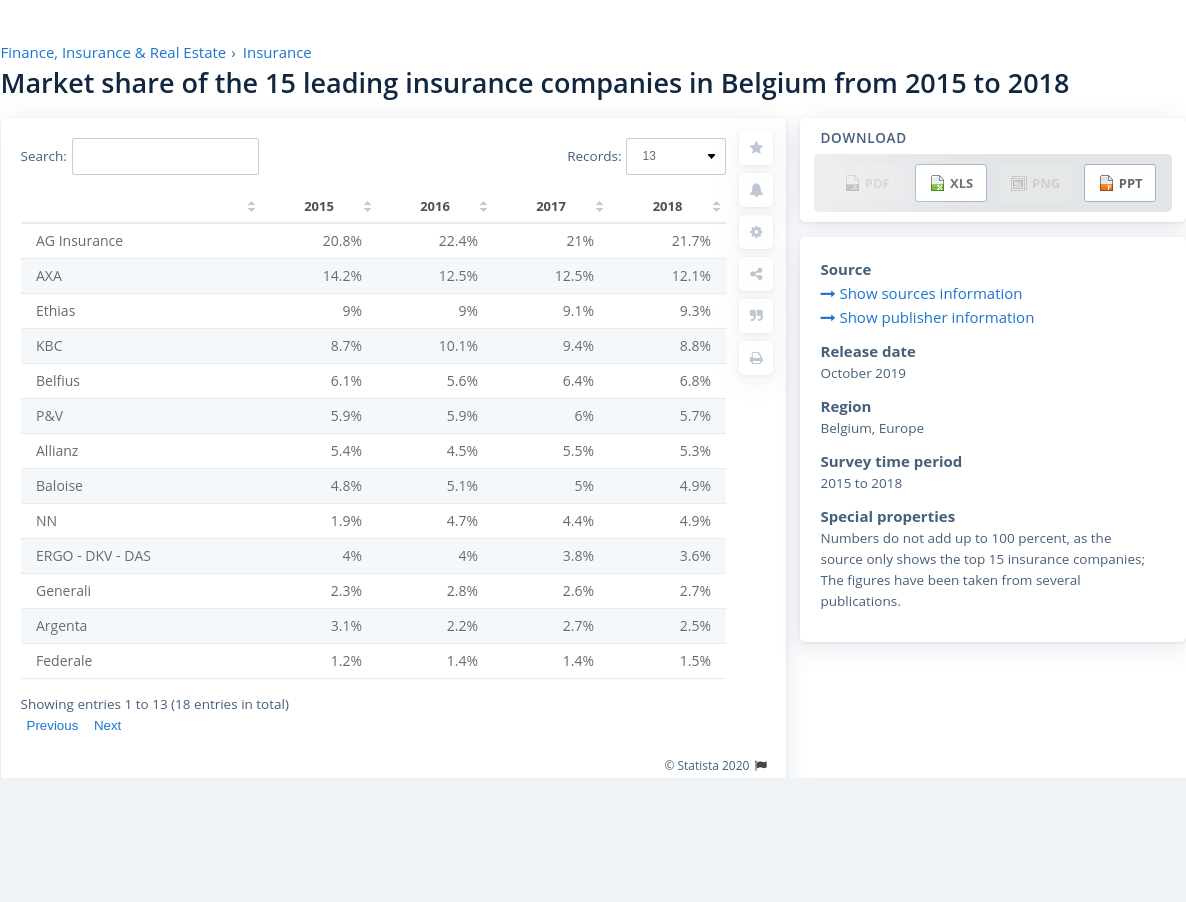 Finance, Insurance & Real Estate › Insurance
Market share of the 15 leading insurance companies in Belgium from 2015 to 2018
Search:
Records: 13
2015 2016 2017 2018
AG Insurance 20.8% 22.4% 21% 21.7%
AXA 14.2% 12.5% 12.5% 12.1%
Ethias 9% 9% 9.1% 9.3%
KBC 8.7% 10.1% 9.4% 8.8%
Belfius 6.1% 5.6% 6.4% 6.8%
P&V 5.9% 5.9% 6% 5.7%
Allianz 5.4% 4.5% 5.5% 5.3%
Baloise 4.8% 5.1% 5% 4.9%
NN 1.9% 4.7% 4.4% 4.9%
ERGO - DKV - DAS 4% 4% 3.8% 3.6%
Generali 2.3% 2.8% 2.6% 2.7%
Argenta 3.1% 2.2% 2.7% 2.5%
Federale 1.2% 1.4% 1.4% 1.5%
Showing entries 1 to 13 (18 entries in total)
Previous Next
© Statista 2020
DOWNLOAD
PDF XLS PNG PPT
Source
Show sources information
Show publisher information
Release date
October 2019
Region
Belgium, Europe
Survey time period
2015 to 2018
Special properties
Numbers do not add up to 100 percent, as the
source only shows the top 15 insurance companies;
The figures have been taken from several
publications.